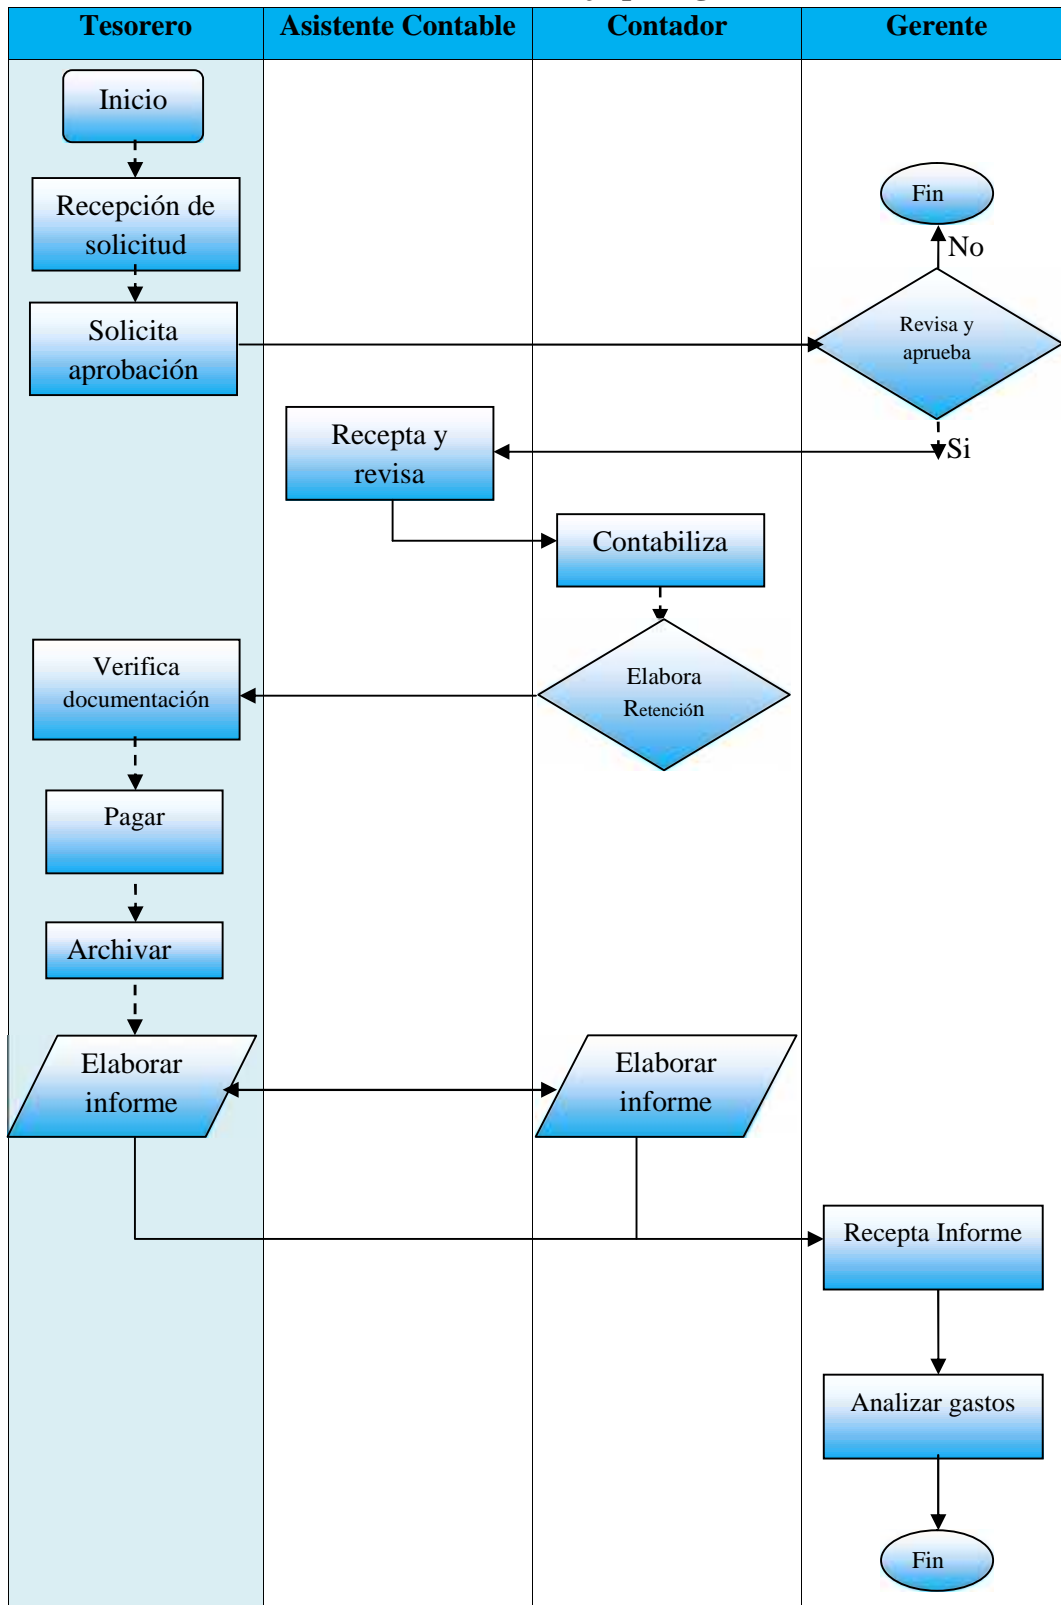 Tesorero
Asistente Contable
Contador
Gerente
Inicio
Recepción de
solicitud
Fin
No
Solicita
aprobación
Revisa y
aprueba
Si
Recepta y
revisa
Contabiliza
Elabora
Retención
Verifica
documentación
Pagar
Archivar
Elaborar
informe
Elaborar
informe
Recepta Informe
Analizar gastos
Fin